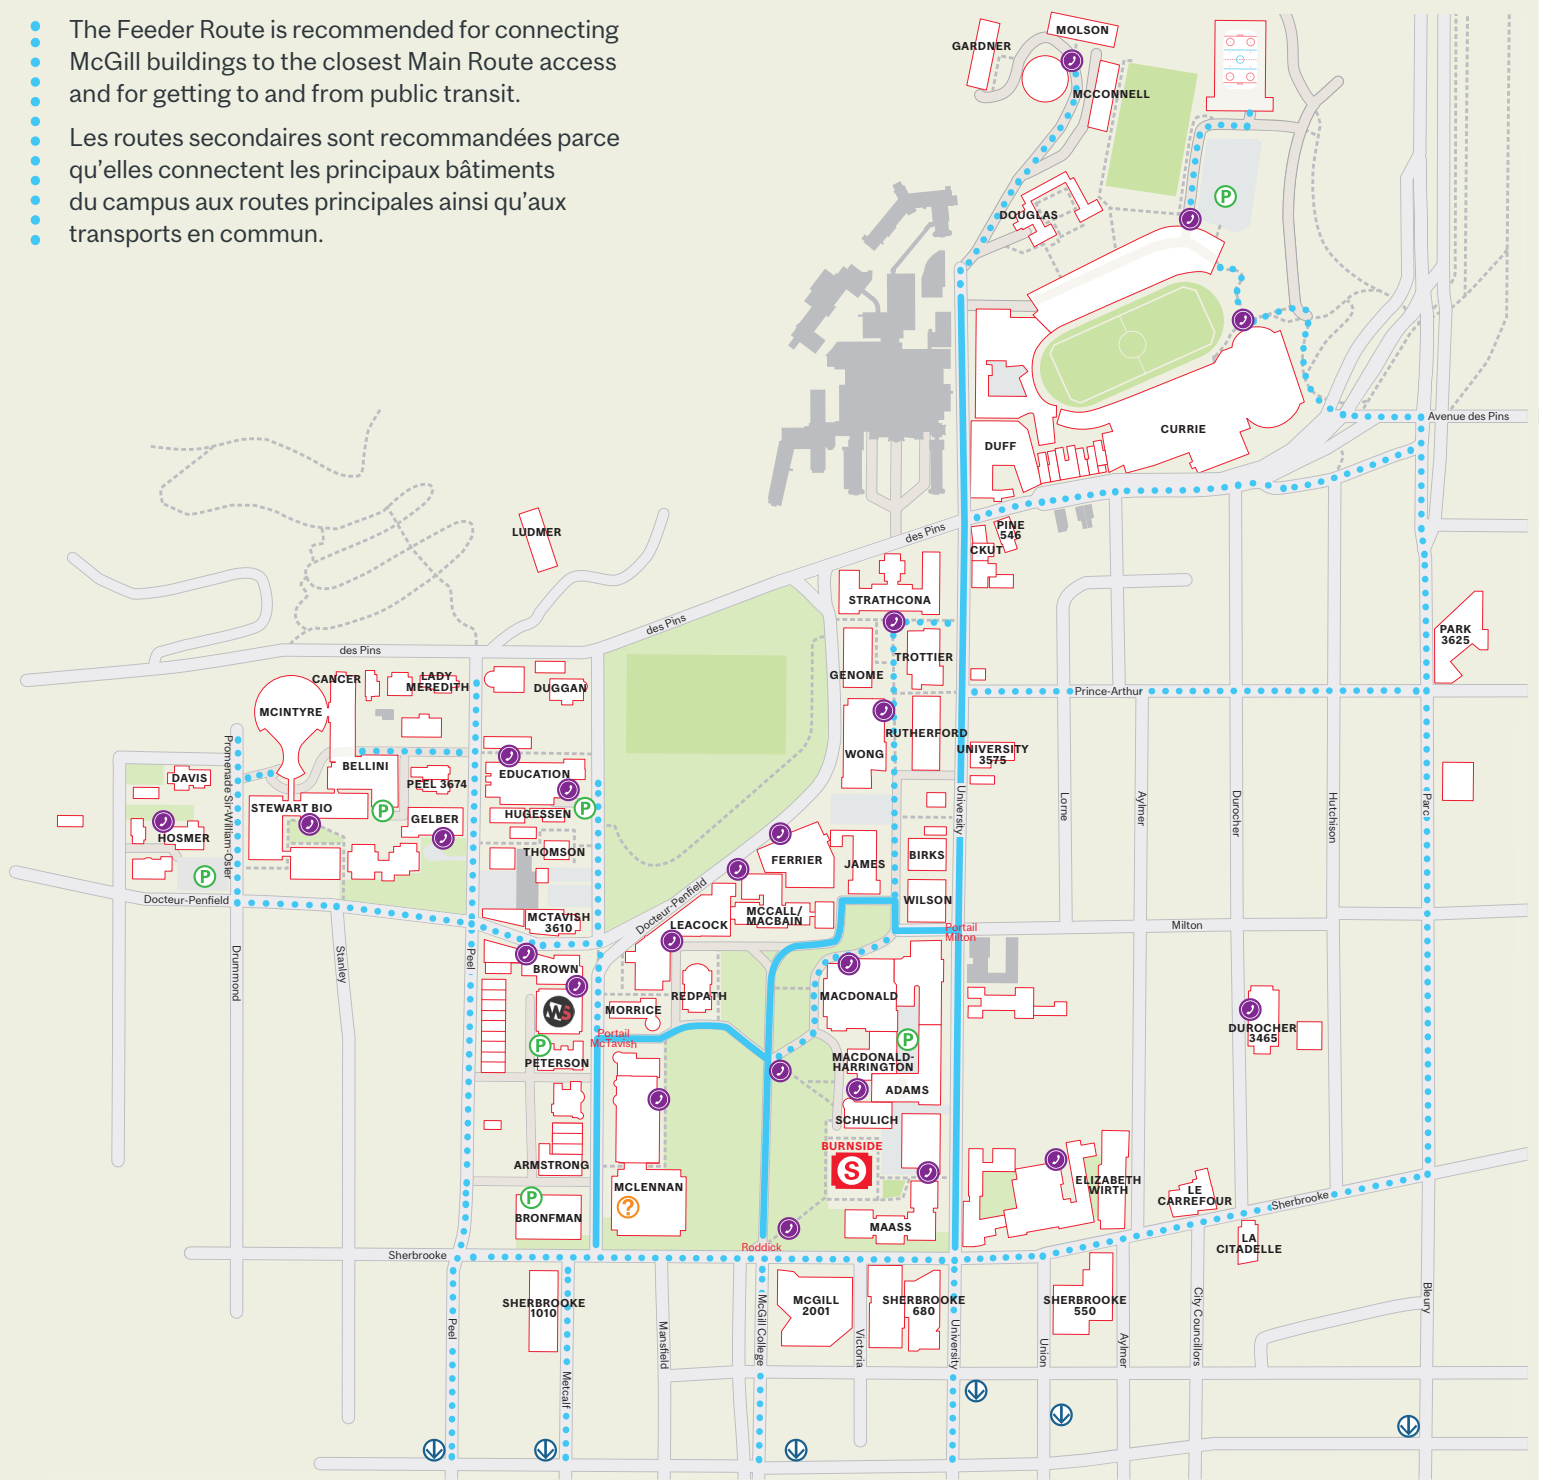 The Feeder Route is recommended for connecting
McGill buildings to the closest Main Route access
and for getting to and from public transit.
Les routes secondaires sont recommandées parce
qu'elles connectent les principaux bâtiments
du campus aux routes principales ainsi qu'aux
transports en commun.
MOLSON
GARDNER
MCCONNELL
P
DOUGLAS
Avenue des Pins
CURRIE
DUFF
LUDMER
des Pins
PINE
546
CKUT
STRATHCONA
des Pins
PARK
3625
des Pins
TROTTIER
GENOME
CANCER
LADY
MEREDITH
DUGGAN
Prince-Arthur
MCINTYRE
RUTHERFORD
WONG
UNIVERSITY
3575
Promenade Sir-William-Osler
BELLINI
EDUCATION
DAVIS
PEEL 3674
STEWART BIO
P
HUGESSEN
P
GELBER
University
Lorne
Aylmer
Durocher
Hutchison
Parc
HOSMER
THOMSON
FERRIER
JAMES
BIRKS
P
Docteur-Penfield
Docteur-Penfield
WILSON
MCTAVISH
3610
LEACOCK
MCCALL/
MACBAIN
Portail
Milton
Milton
Drummond
Stanley
Peel
BROWN
REDPATH
MACDONALD
WS
MORRICE
DUROCHER
3465
Portail
McTavish
P
P
PETERSON
MACDONALD-
HARRINGTON
ADAMS
SCHULICH
BURNSIDE
S
ARMSTRONG
MCLENNAN
ELIZABETH
WIRTH
LE
CARREFOUR
Sherbrooke
P
?
BRONFMAN
MAASS
Roddick
LA
CITADELLE
Sherbrooke
SHERBROOKE
1010
MCGILL
2001
SHERBROOKE
680
SHERBROOKE
550
Peel
Metcalf
Mansfield
McGill College
Victoria
University
Union
Aylmer
City Councillors
Bleury